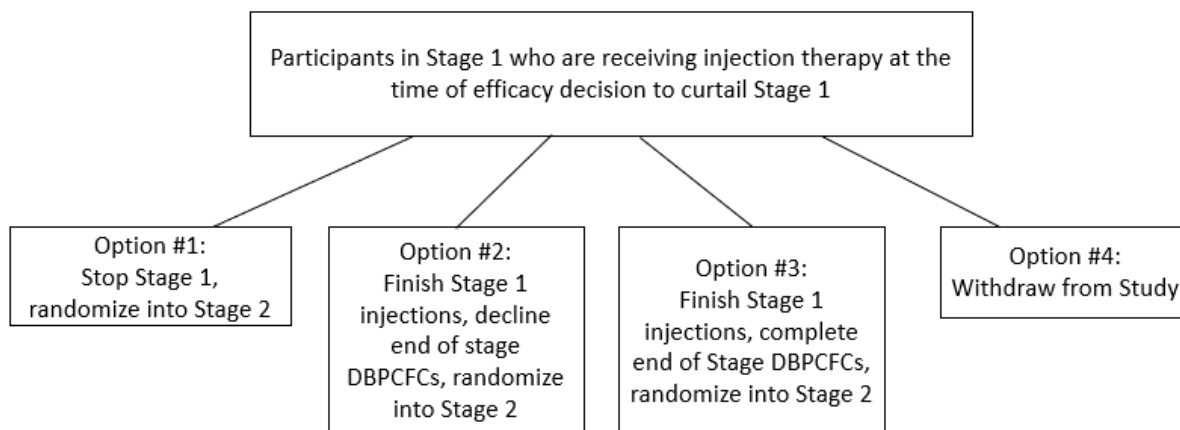 Participants in Stage 1 who are receiving injection therapy at the
time of efficacy decision to curtail Stage 1
Option #1:
Stop Stage 1,
randomize into Stage 2
Option #2:
Finish Stage 1
injections, decline
end of stage
DBPCFCs, randomize
into Stage 2
Option #3:
Finish Stage 1
injections, complete
end of Stage DBPCFCs,
randomize into Stage 2
Option #4:
Withdraw from Study